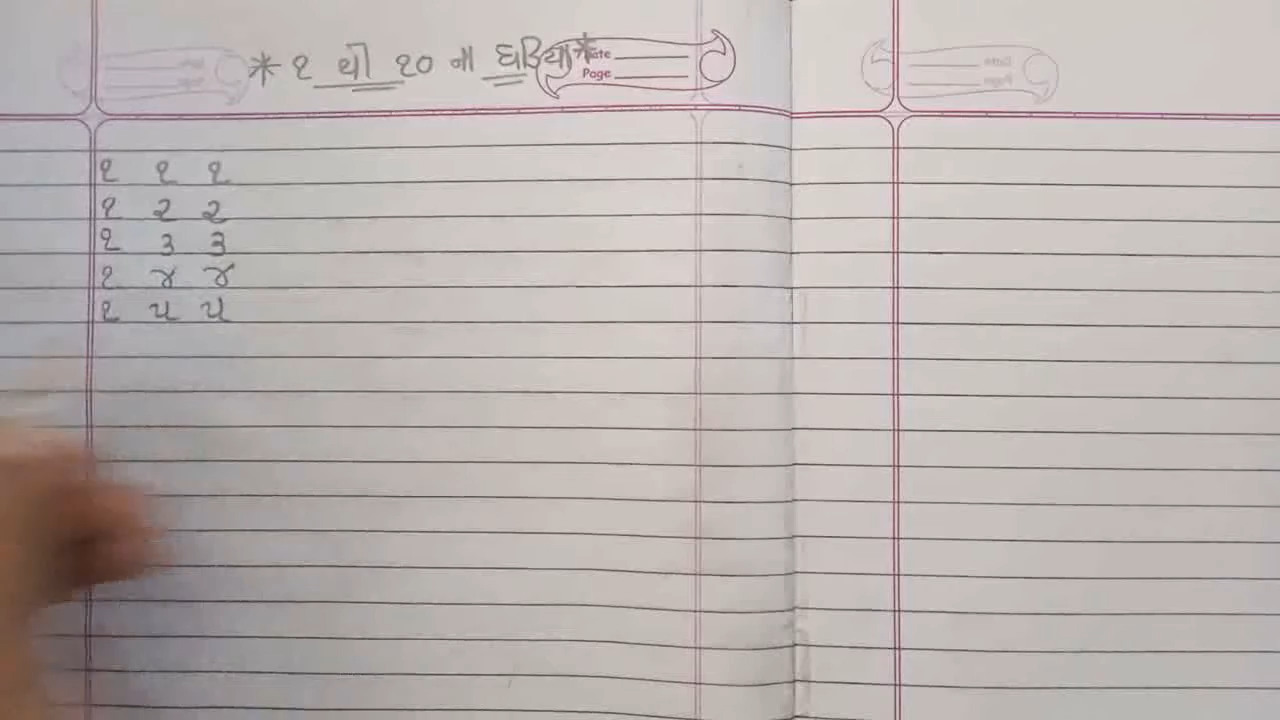 * ૧ થી ૧૦ ના ઘડિયા *
Date
Page
૧ ૧ ૧
૧ ૨ ૨
૧ ૩ ૩
૧ ૪ ૪
૧ ૫ ૫